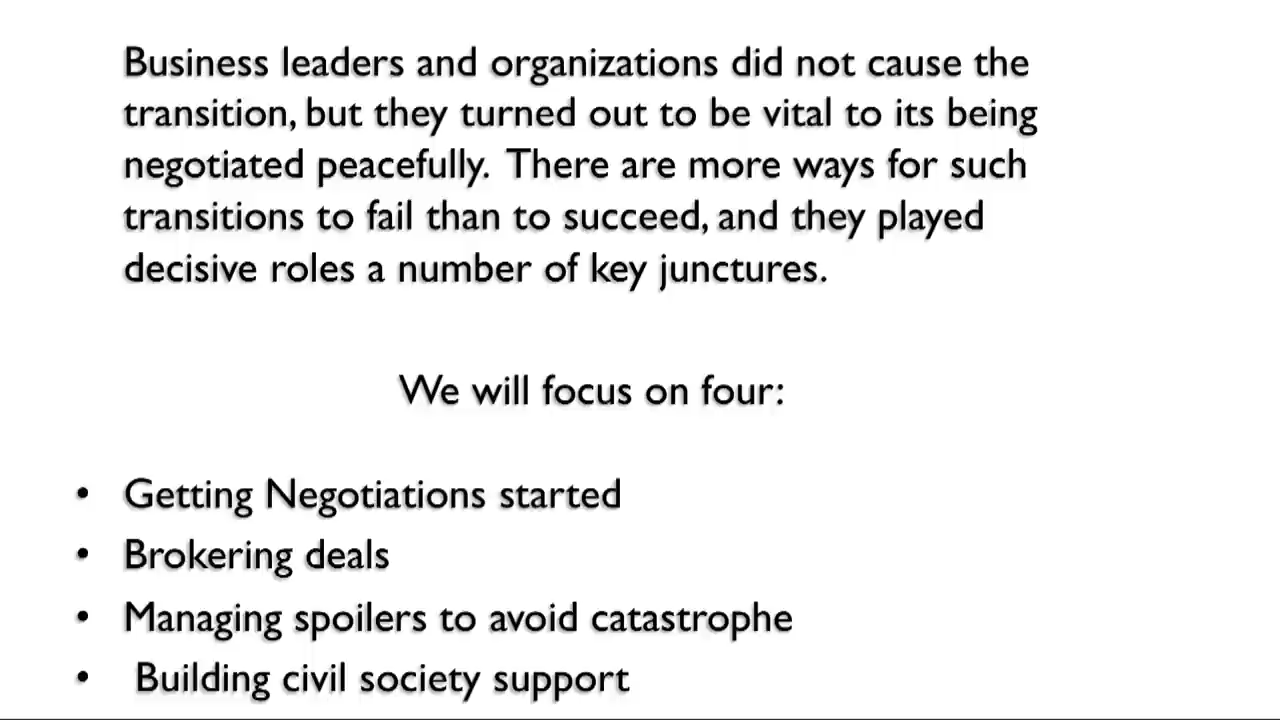 Business leaders and organizations did not cause the
transition, but they turned out to be vital to its being
negotiated peacefully. There are more ways for such
transitions to fail than to succeed, and they played
decisive roles a number of key junctures.
We will focus on four:
• Getting Negotiations started
• Brokering deals
• Managing spoilers to avoid catastrophe
• Building civil society support